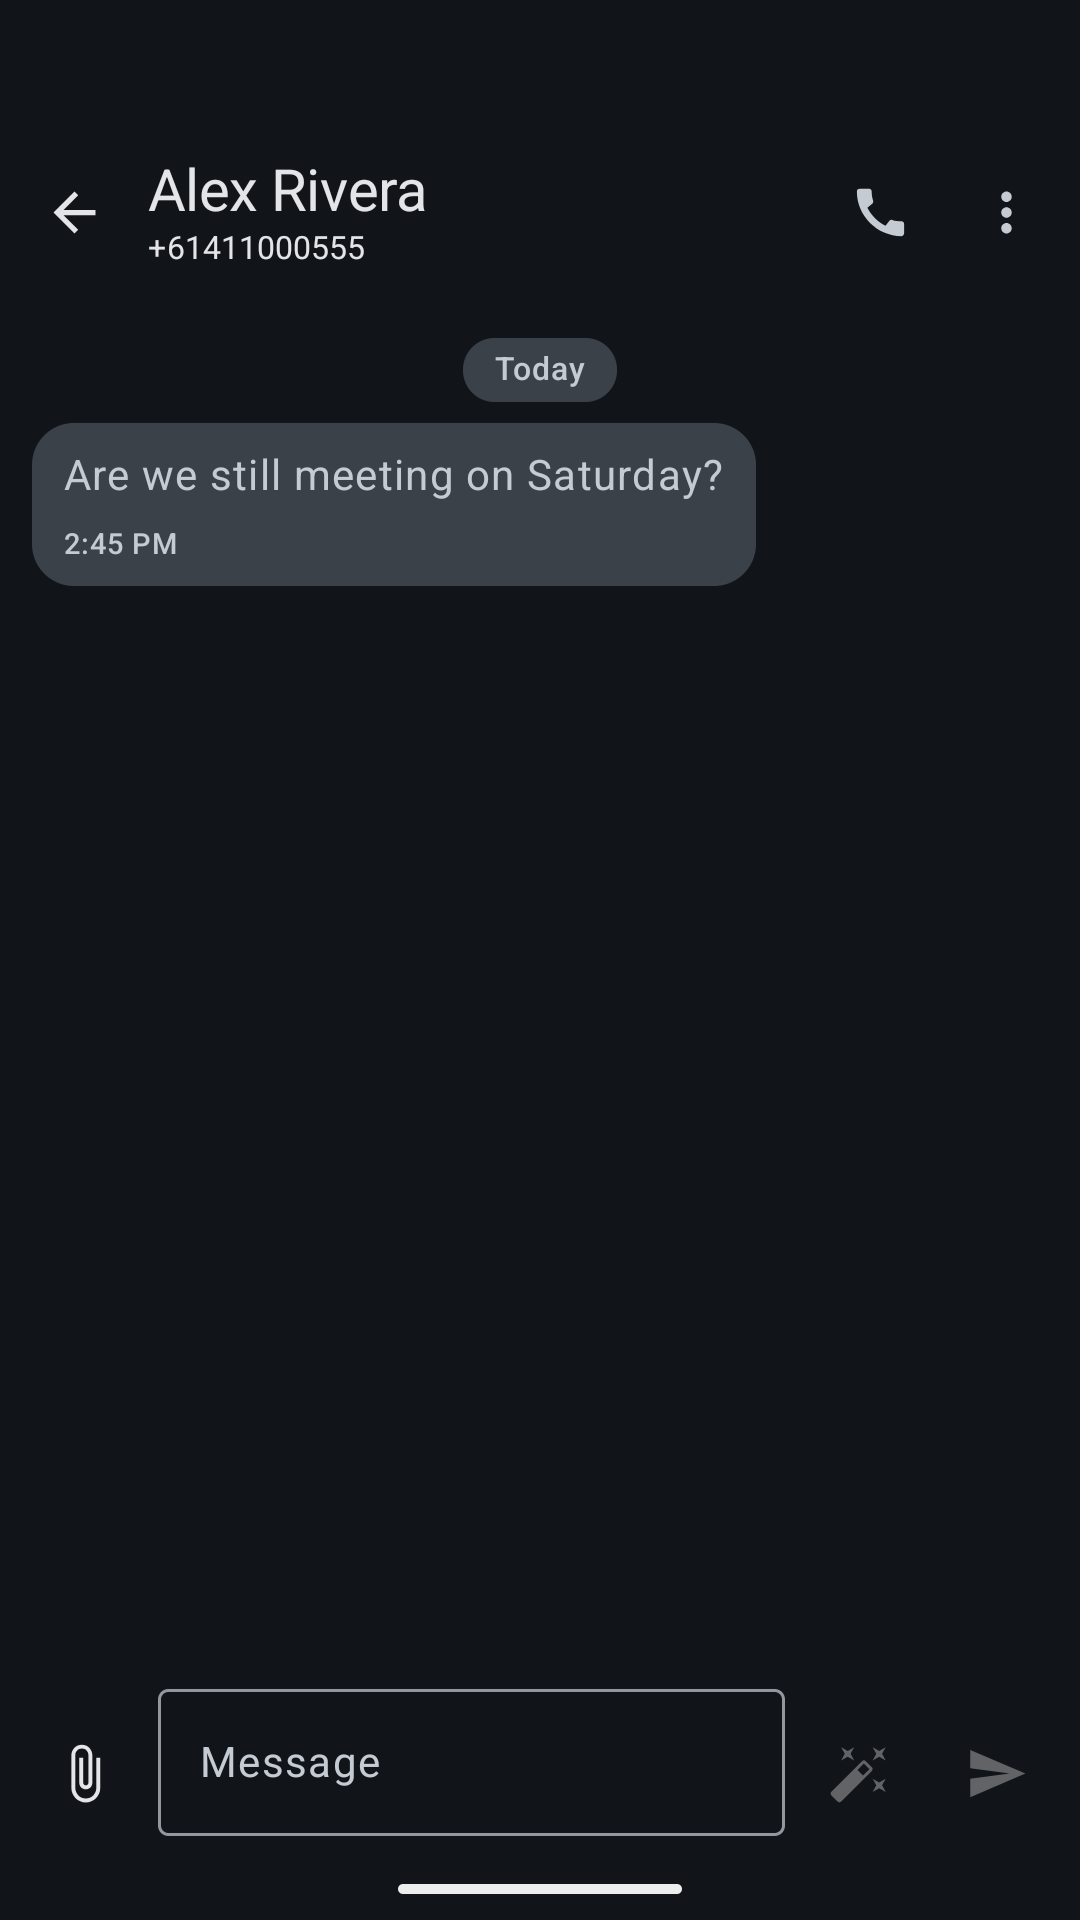 Alex Rivera
+61411000555
Today
Are we still meeting on Saturday?
2:45 PM
Message